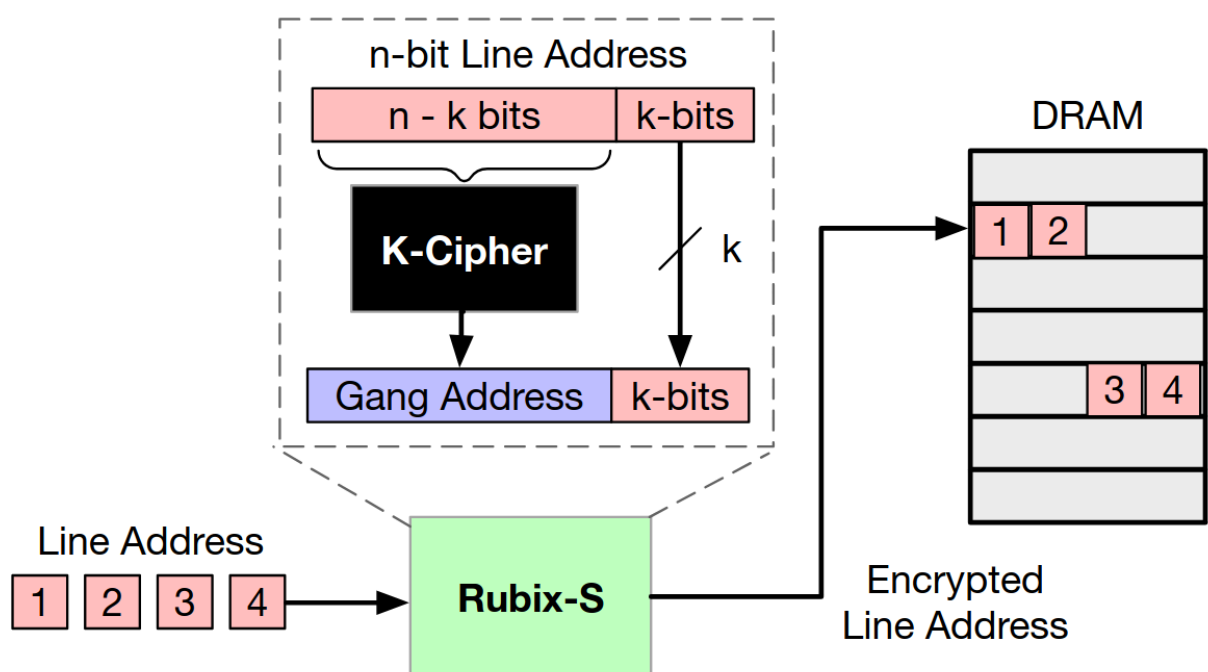 n-bit Line Address
n - k bits
k-bits
K-Cipher
k
Gang Address
k-bits
Line Address
1 2 3 4
Rubix-S
Encrypted
Line Address
DRAM
1 2
3 4